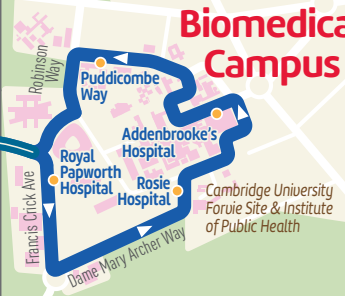 Biomedica
Campus
Robinson
Way
Puddicombe
Way
Addenbrooke's
Hospital
Royal
Papworth
Hospital
Rosie
Hospital
Francis Crick Ave
Cambridge University
Forvie Site & Institute
of Public Health
Dame Mary Archer Way